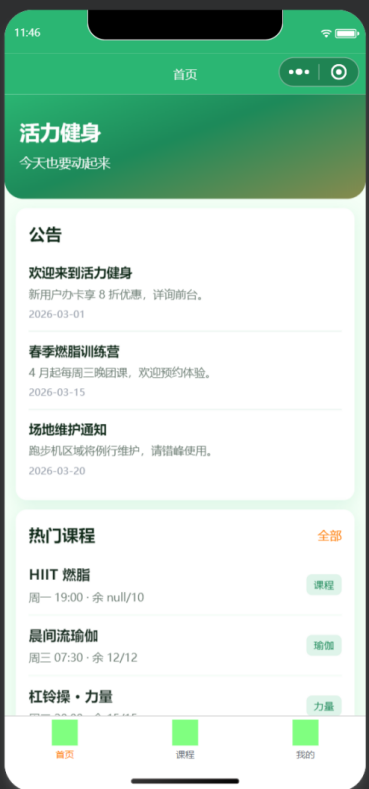 11:46
首页
活力健身
今天也要动起来
公告
欢迎来到活力健身
新用户办卡享 8 折优惠，详询前台。
2026-03-01
春季燃脂训练营
4 月起每周三晚团课，欢迎预约体验。
2026-03-15
场地维护通知
跑步机区域将例行维护，请错峰使用。
2026-03-20
热门课程
全部
HIIT 燃脂
课程
周一 19:00 · 余 null/10
晨间流瑜伽
瑜伽
周三 07:30 · 余 12/12
杠铃操·力量
力量
首页
课程
我的